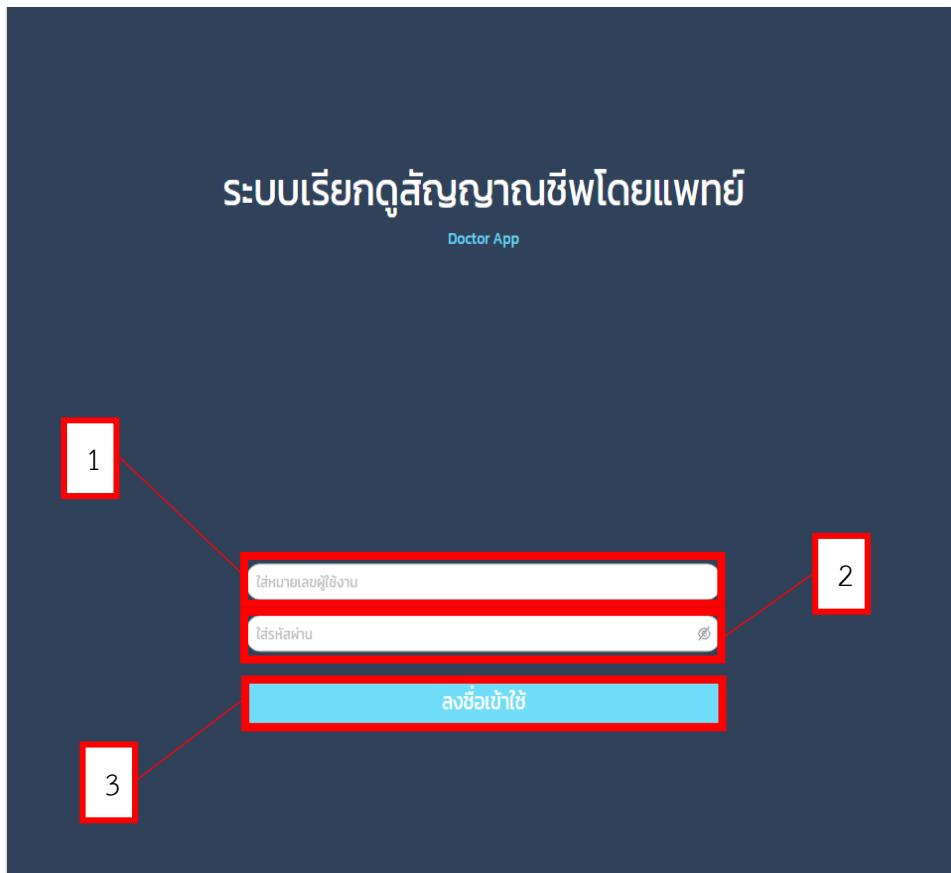 ระบบเรียกดูสัญญาณชีพโดยแพทย์
Doctor App
1
ใส่หมายเลขผู้ใช้งาน
2
ใส่รหัสผ่าน
ลงชื่อเข้าใช้
3